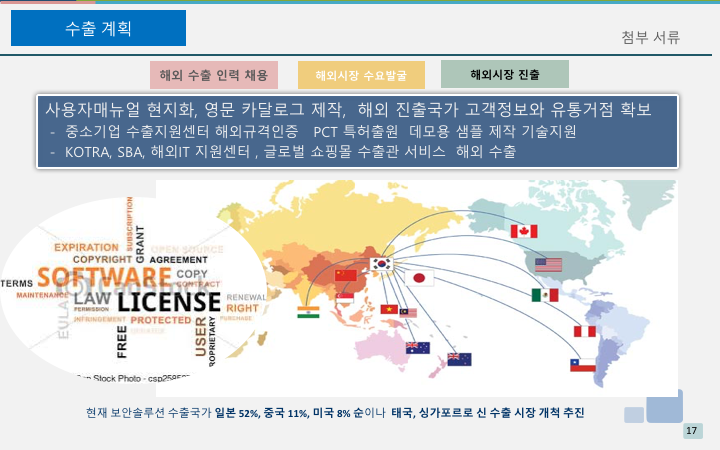 수출 계획
첨부 서류
해외 수출 인력 채용
해외시장 수요발굴
해외시장 진출
사용자매뉴얼 현지화, 영문 카달로그 제작, 해외 진출국가 고객정보와 유통거점 확보
- 중소기업 수출지원센터 해외규격인증 PCT 특허출원 데모용 샘플 제작 기술지원
- KOTRA, SBA, 해외IT 지원센터 , 글로벌 쇼핑몰 수출관 서비스 해외 수출
SUBSCRIPTION
GRANT
EXPIRATION
OPEN SOURCE
COPYRIGHT
AGREEMENT
SOFTWARE
COPY
TERMS
CONTRACT
MAINTENANCE
LAW
LICENSE
RENEWAL
PERMISSION
RIGHT
EULA
INFRINGEMENT
PROTECTED
PURCHASE
FREE
USER
ROPRIETARY
n Stock Photo - csp2585
현재 보안솔루션 수출국가 일본 52%, 중국 11%, 미국 8% 순이나 태국, 싱가포르로 신 수출 시장 개척 추진
17